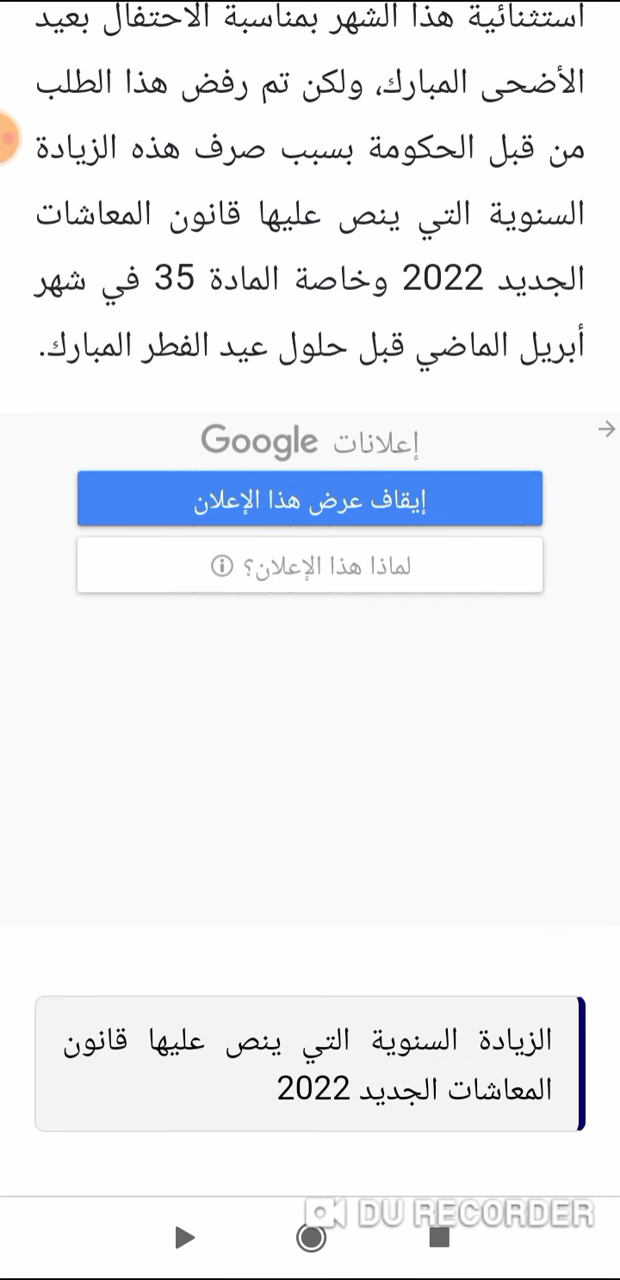 استثنائية هذا الشهر بمناسبة الاحتفال بعيد
الأضحى المبارك، ولكن تم رفض هذا الطلب
من قبل الحكومة بسبب صرف هذه الزيادة
السنوية التي ينص عليها قانون المعاشات
الجديد 2022 وخاصة المادة 35 في شهر
أبريل الماضي قبل حلول عيد الفطر المبارك.
إعلانات Google
إيقاف عرض هذا الإعلان
لماذا هذا الإعلان؟
الزيادة السنوية التي ينص عليها قانون
المعاشات الجديد 2022
DU RECORDER